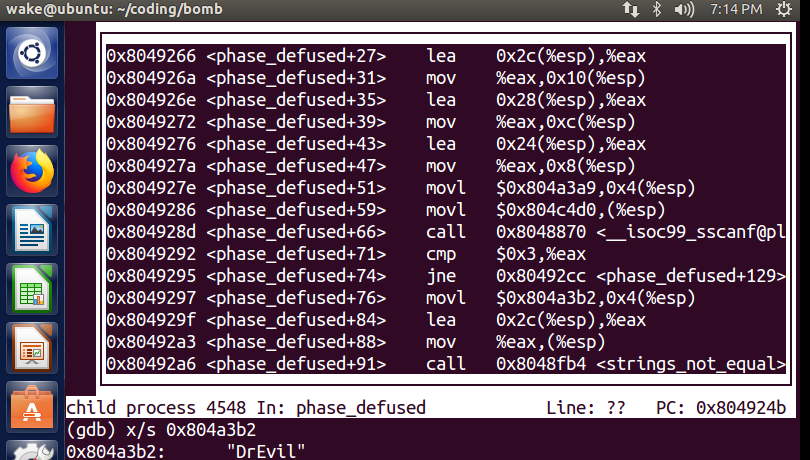 wake@ubuntu: ~/coding/bomb 7:14 PM
0x8049266 <phase_defused+27> lea 0x2c(%esp),%eax
0x804926a <phase_defused+31> mov %eax,0x10(%esp)
0x804926e <phase_defused+35> lea 0x28(%esp),%eax
0x8049272 <phase_defused+39> mov %eax,0xc(%esp)
0x8049276 <phase_defused+43> lea 0x24(%esp),%eax
0x804927a <phase_defused+47> mov %eax,0x8(%esp)
0x804927e <phase_defused+51> movl $0x804a3a9,0x4(%esp)
0x8049286 <phase_defused+59> movl $0x804c4d0,(%esp)
0x804928d <phase_defused+66> call 0x8048870 <__isoc99_sscanf@pl
0x8049292 <phase_defused+71> cmp $0x3,%eax
0x8049295 <phase_defused+74> jne 0x80492cc <phase_defused+129>
0x8049297 <phase_defused+76> movl $0x804a3b2,0x4(%esp)
0x804929f <phase_defused+84> lea 0x2c(%esp),%eax
0x80492a3 <phase_defused+88> mov %eax,(%esp)
0x80492a6 <phase_defused+91> call 0x8048fb4 <strings_not_equal>
child process 4548 In: phase_defused Line: ?? PC: 0x804924b
(gdb) x/s 0x804a3b2
0x804a3b2: "DrEvil"